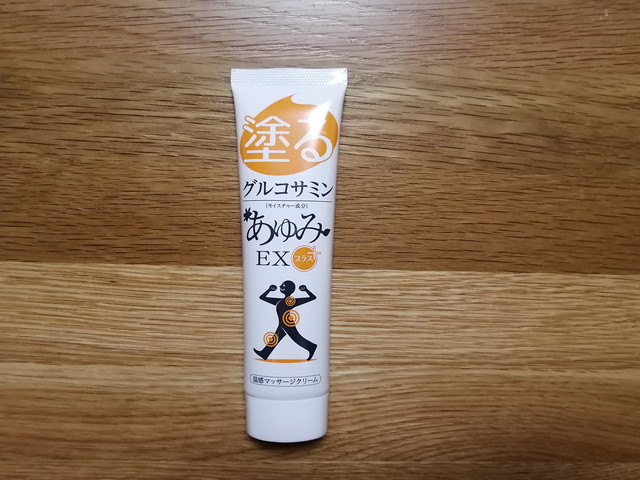 塗る
グルコサミン
(モイスチャー成分)
あゆみ
EX プラス
温感マッサージクリーム